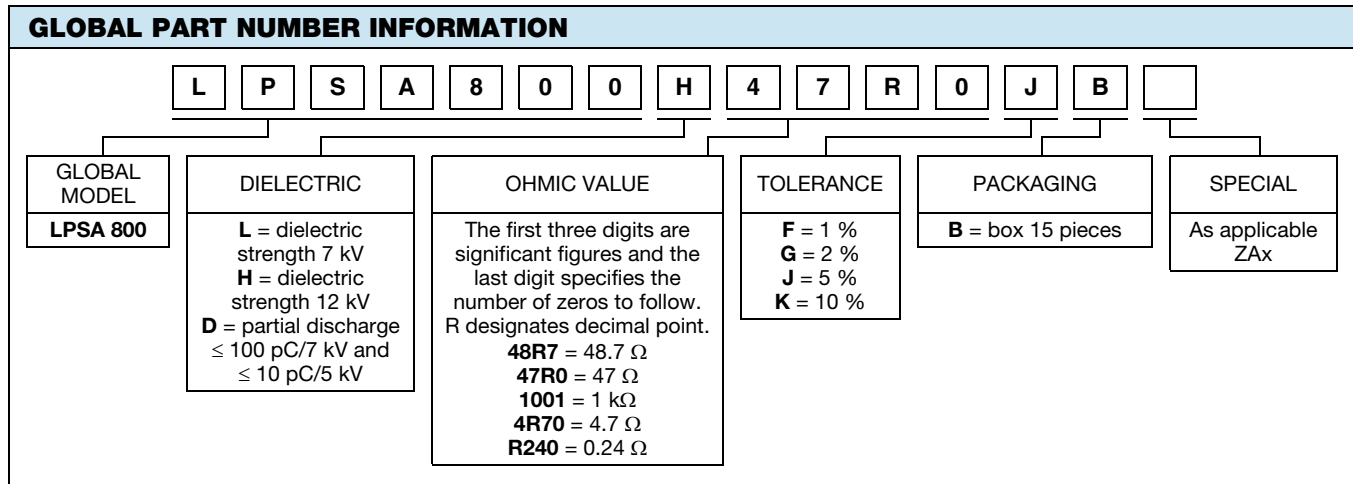 GLOBAL PART NUMBER INFORMATION
L P S A 8 0 0 H 4 7 R 0 J B
GLOBAL
MODEL
LPSA 800
DIELECTRIC
L = dielectric
strength 7 kV
H = dielectric
strength 12 kV
D = partial discharge
≤ 100 pC/7 kV and
≤ 10 pC/5 kV
OHMIC VALUE
The first three digits are
significant figures and the
last digit specifies the
number of zeros to follow.
R designates decimal point.
48R7 = 48.7 Ω
47R0 = 47 Ω
1001 = 1 kΩ
4R70 = 4.7 Ω
R240 = 0.24 Ω
TOLERANCE
F = 1 %
G = 2 %
J = 5 %
K = 10 %
PACKAGING
B = box 15 pieces
SPECIAL
As applicable
ZAx